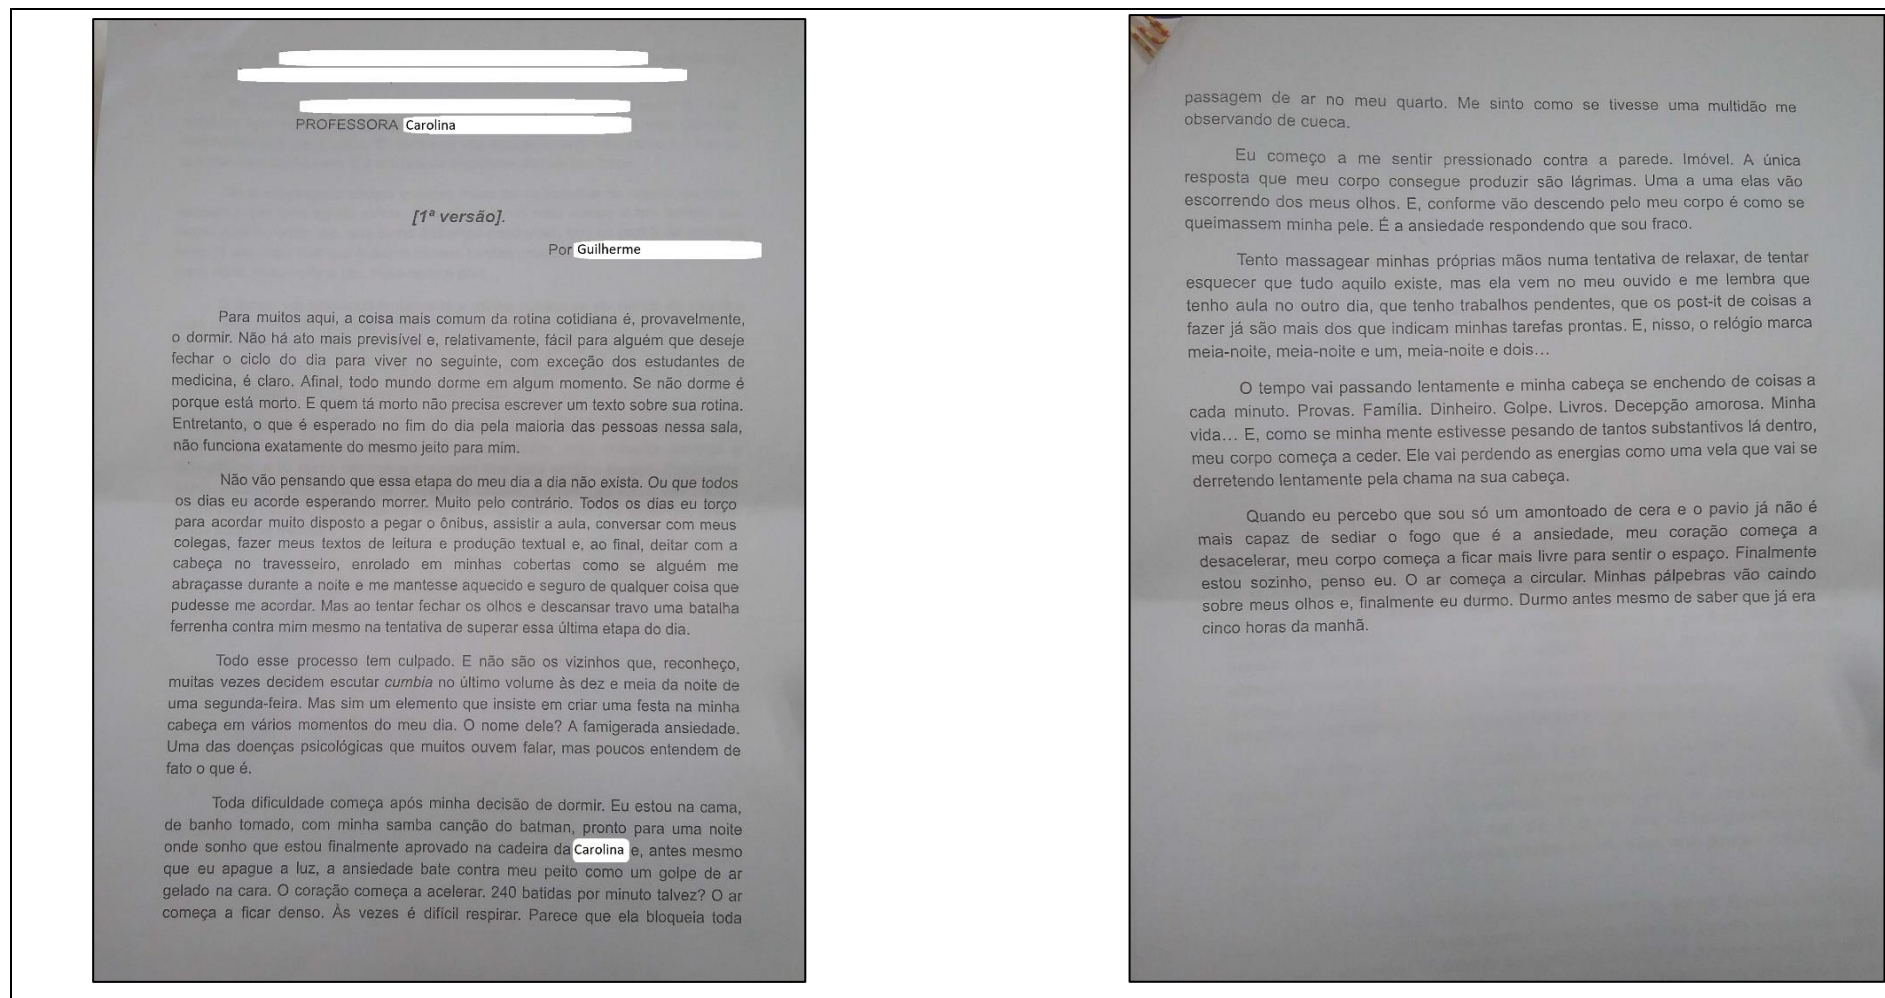 PROFESSORA Carolina
[1ª versão].
Por Guilherme
Para muitos aqui, a coisa mais comum da rotina cotidiana é, provavelmente,
o dormir. Não há ato mais previsível e, relativamente, fácil para alguém que deseje
fechar o ciclo do dia para viver no seguinte, com exceção dos estudantes de
medicina, é claro. Afinal, todo mundo dorme em algum momento. Se não dorme é
porque está morto. E quem tá morto não precisa escrever um texto sobre sua rotina.
Entretanto, o que é esperado no fim do dia pela maioria das pessoas nessa sala,
não funciona exatamente do mesmo jeito para mim.
Não vão pensando que essa etapa do meu dia a dia não exista. Ou que todos
os dias eu acorde esperando morrer. Muito pelo contrário. Todos os dias eu torço
para acordar muito disposto a pegar o ônibus, assistir a aula, conversar com meus
colegas, fazer meus textos de leitura e produção textual e, ao final, deitar com a
cabeça no travesseiro, enrolado em minhas cobertas como se alguém me
abraçasse durante a noite e me mantesse aquecido e seguro de qualquer coisa que
pudesse me acordar. Mas ao tentar fechar os olhos e descansar travo uma batalha
ferrenha contra mim mesmo na tentativa de superar essa última etapa do dia.
Todo esse processo tem culpado. E não são os vizinhos que, reconheço,
muitas vezes decidem escutar cumbia no último volume às dez e meia da noite de
uma segunda-feira. Mas sim um elemento que insiste em criar uma festa na minha
cabeça em vários momentos do meu dia. O nome dele? A famigerada ansiedade.
Uma das doenças psicológicas que muitos ouvem falar, mas poucos entendem de
fato o que é.
Toda dificuldade começa após minha decisão de dormir. Eu estou na cama,
de banho tomado, com minha samba canção do batman, pronto para uma noite
onde sonho que estou finalmente aprovado na cadeira da Carolina e, antes mesmo
que eu apague a luz, a ansiedade bate contra meu peito como um golpe de ar
gelado na cara. O coração começa a acelerar. 240 batidas por minuto talvez? O ar
começa a ficar denso. Às vezes é difícil respirar. Parece que ela bloqueia toda
passagem de ar no meu quarto. Me sinto como se tivesse uma multidão me
observando de cueca.
Eu começo a me sentir pressionado contra a parede. Imóvel. A única
resposta que meu corpo consegue produzir são lágrimas. Uma a uma elas vão
escorrendo dos meus olhos. E, conforme vão descendo pelo meu corpo é como se
queimassem minha pele. É a ansiedade respondendo que sou fraco.
Tento massagear minhas próprias mãos numa tentativa de relaxar, de tentar
esquecer que tudo aquilo existe, mas ela vem no meu ouvido e me lembra que
tenho aula no outro dia, que tenho trabalhos pendentes, que os post-it de coisas a
fazer já são mais dos que indicam minhas tarefas prontas. E, nisso, o relógio marca
meia-noite, meia-noite e um, meia-noite e dois…
O tempo vai passando lentamente e minha cabeça se enchendo de coisas a
cada minuto. Provas. Família. Dinheiro. Golpe. Livros. Decepção amorosa. Minha
vida… E, como se minha mente estivesse pesando de tantos substantivos lá dentro,
meu corpo começa a ceder. Ele vai perdendo as energias como uma vela que vai se
derretendo lentamente pela chama na sua cabeça.
Quando eu percebo que sou só um amontoado de cera e o pavio já não é
mais capaz de sediar o fogo que é a ansiedade, meu coração começa a
desacelerar, meu corpo começa a ficar mais livre para sentir o espaço. Finalmente
estou sozinho, penso eu. O ar começa a circular. Minhas pálpebras vão caindo
sobre meus olhos e, finalmente eu durmo. Durmo antes mesmo de saber que já era
cinco horas da manhã.